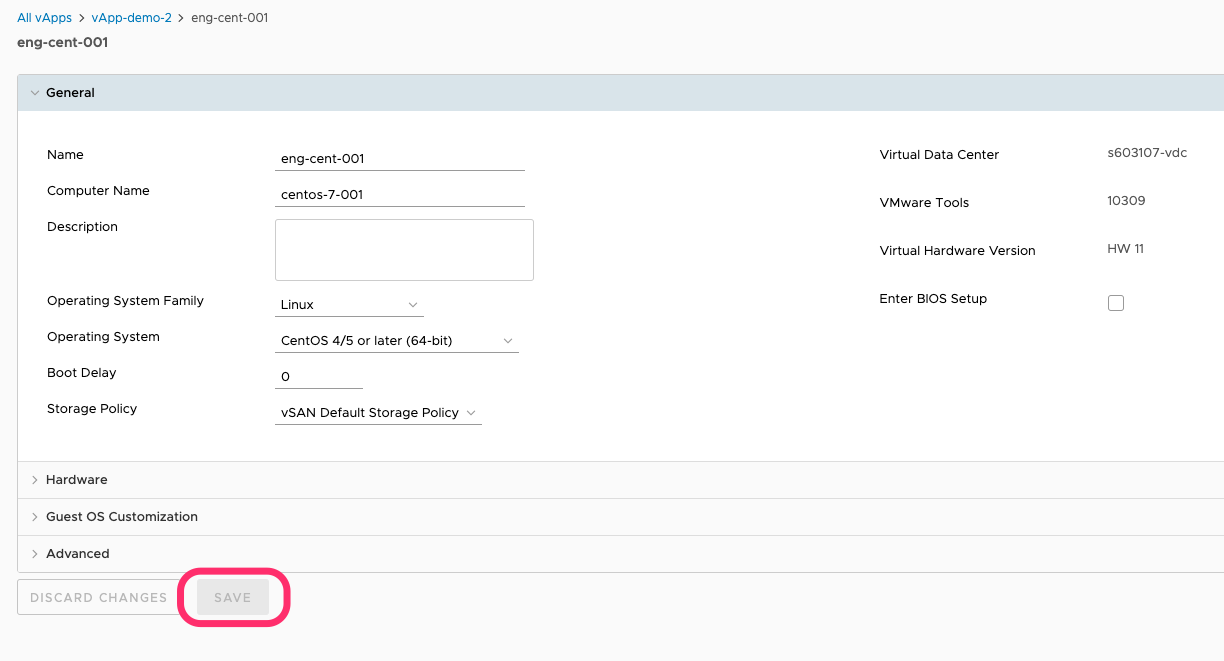 All vApps > vApp-demo-2 > eng-cent-001
eng-cent-001
General
Name eng-cent-001
Computer Name centos-7-001
Description
Operating System Family Linux
Operating System CentOS 4/5 or later (64-bit)
Boot Delay 0
Storage Policy vSAN Default Storage Policy
Virtual Data Center s603107-vdc
VMware Tools 10309
Virtual Hardware Version HW 11
Enter BIOS Setup
Hardware
Guest OS Customization
Advanced
DISCARD CHANGES SAVE